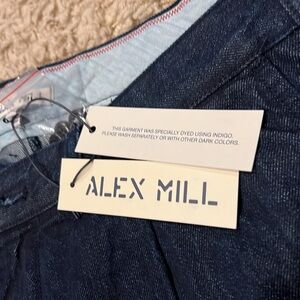 THIS GARMENT WAS SPECIALLY DYED USING INDIGO.
PLEASE WASH SEPARATELY OR WITH OTHER DARK COLORS.
ALEX MILL